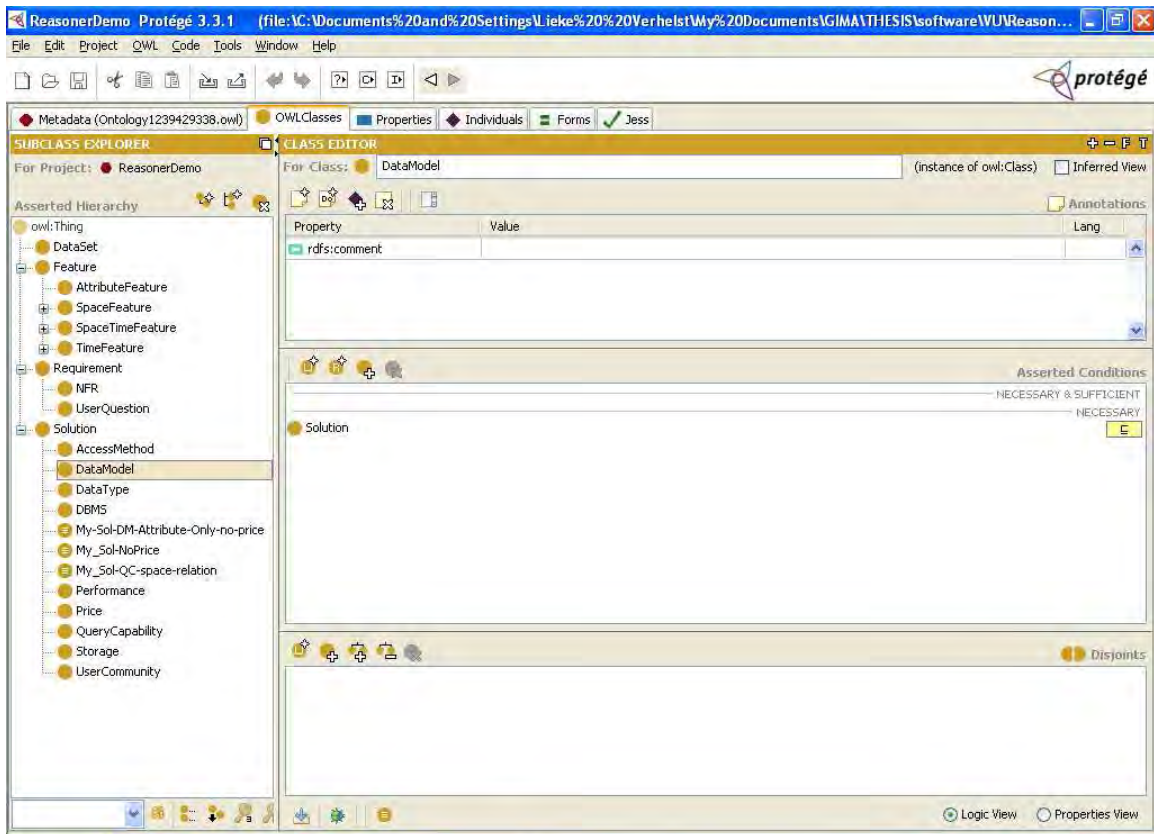 ReasonerDemo Protégé 3.3.1 (file:\C:\Documents%20and%20Settings\Lieke%20%20Verhelst\My%20Documents\GIMA\THESIS\software\VU\Reason...
File Edit Project OWL Code Tools Window Help
protégé
Metadata (Ontology1239429338.owl) OWLClasses Properties Individuals Forms Jess
SUBCLASS EXPLORER
For Project: ReasonerDemo
Asserted Hierarchy
owl:Thing
DataSet
Feature
AttributeFeature
SpaceFeature
SpaceTimeFeature
TimeFeature
Requirement
NFR
UserQuestion
Solution
AccessMethod
DataModel
DataType
DBMS
My-Sol-DM-Attribute-Only-no-price
My_Sol-NoPrice
My_Sol-QC-space-relation
Performance
Price
QueryCapability
Storage
UserCommunity
CLASS EDITOR
For Class: DataModel (instance of owl:Class) Inferred View
Annotations
Property Value Lang
rdfs:comment
Asserted Conditions
NECESSARY & SUFFICIENT
NECESSARY
Solution ⊑
Disjoints
Logic View Properties View